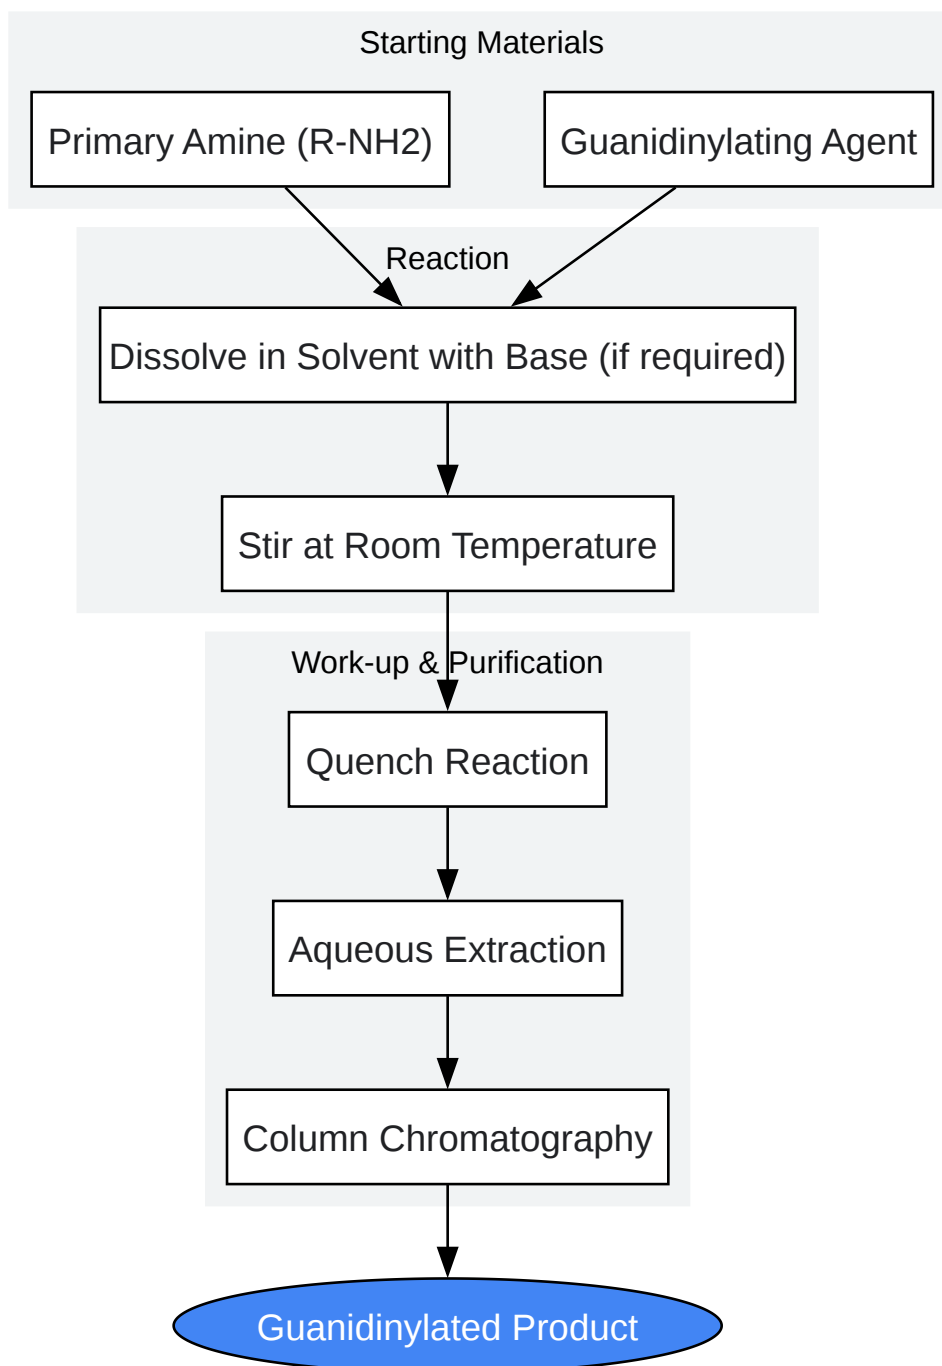 Starting Materials
Primary Amine (R-NH2)
Guanidinylating Agent
Reaction
Dissolve in Solvent with Base (if required)
Stir at Room Temperature
Work-up & Purification
Quench Reaction
Aqueous Extraction
Column Chromatography
Guanidinylated Product